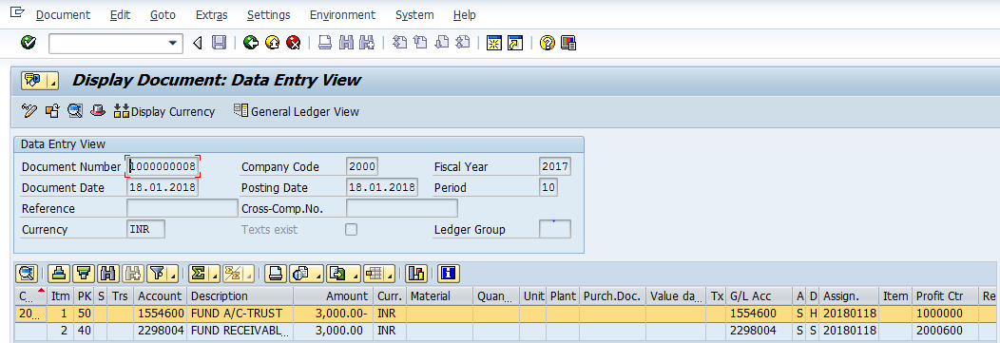 Document Edit Goto Extras Settings Environment System Help
Display Document: Data Entry View
Display Currency General Ledger View
Data Entry View
Document Number 1000000008 Company Code 2000 Fiscal Year 2017
Document Date 18.01.2018 Posting Date 18.01.2018 Period 10
Reference Cross-Comp.No.
Currency INR Texts exist Ledger Group
C... Itm PK S Trs Account Description Amount Curr. Material Quan... Unit Plant Purch.Doc. Value da... Tx G/L Acc A D Assign. Item Profit Ctr Re
20... 1 50 1554600 FUND A/C-TRUST 3,000.00- INR 1554600 S H 20180118 1000000
2 40 2298004 FUND RECEIVABL... 3,000.00 INR 2298004 S S 20180118 2000600